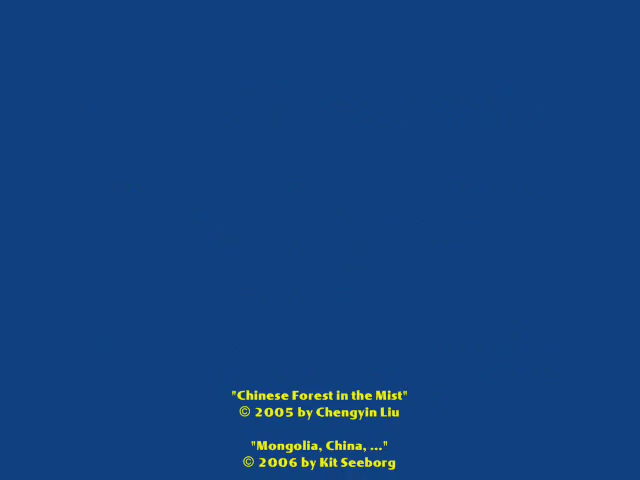 "Chinese Forest in the Mist"
© 2005 by Chengyin Liu
"Mongolia, China, ..."
© 2006 by Kit Seeborg